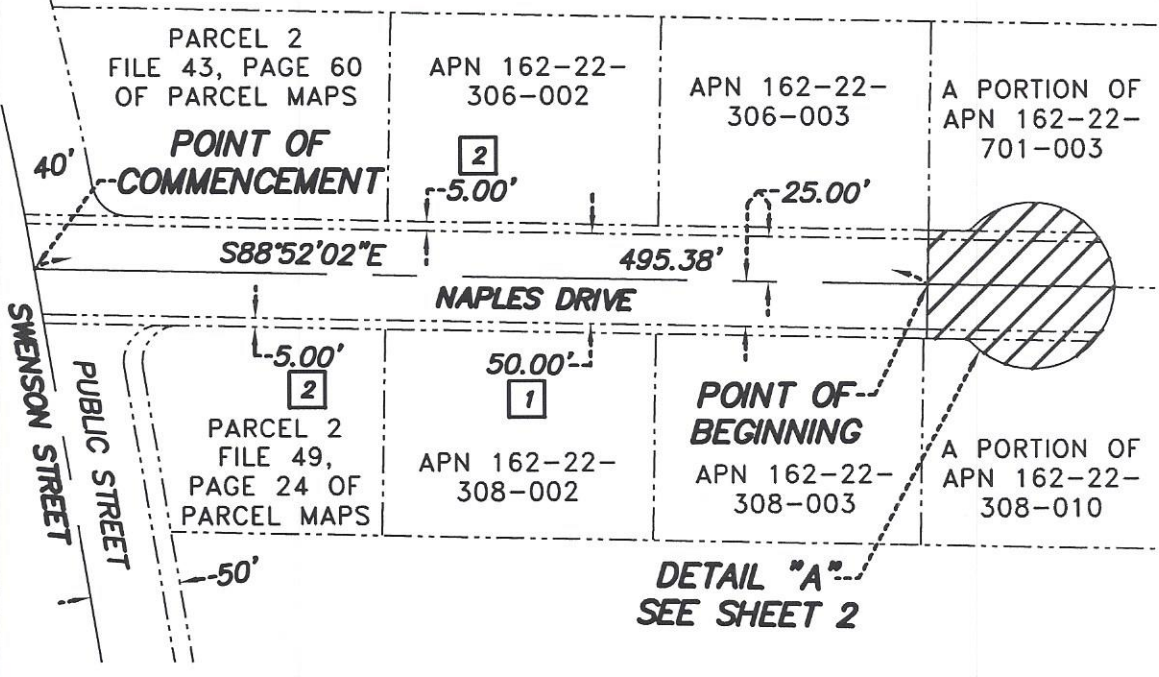 PARCEL 2
FILE 43, PAGE 60
OF PARCEL MAPS
APN 162-22-
306-002
APN 162-22-
306-003
A PORTION OF
APN 162-22-
701-003
40'
POINT OF
COMMENCEMENT
2
5.00'
25.00'
S88°52'02"E
495.38'
NAPLES DRIVE
SWENSON STREET
PUBLIC STREET
5.00'
2
PARCEL 2
FILE 49,
PAGE 24 OF
PARCEL MAPS
50.00'
1
APN 162-22-
308-002
POINT OF
BEGINNING
APN 162-22-
308-003
A PORTION OF
APN 162-22-
308-010
50'
DETAIL "A"
SEE SHEET 2